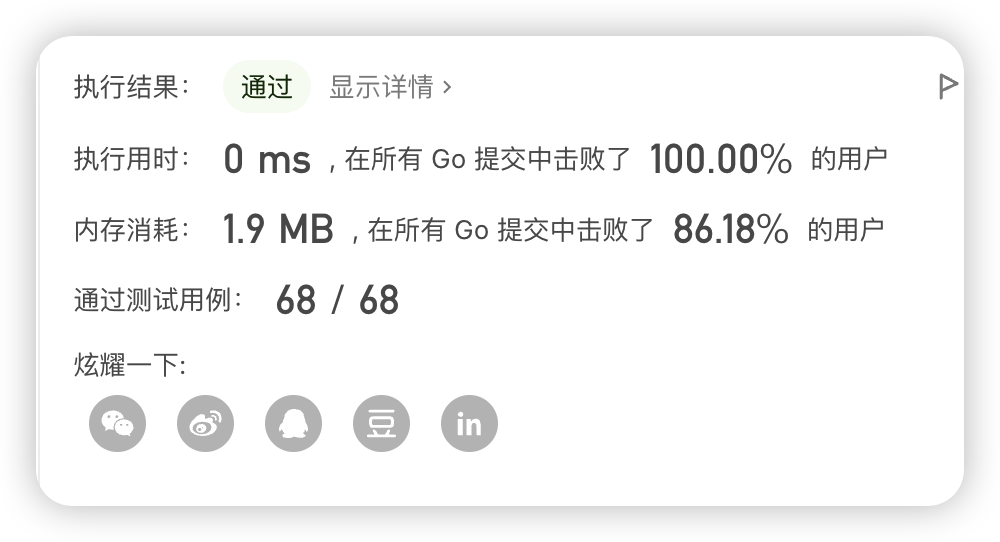 执行结果： 通过 显示详情 >
执行用时： 0 ms , 在所有 Go 提交中击败了 100.00% 的用户
内存消耗： 1.9 MB , 在所有 Go 提交中击败了 86.18% 的用户
通过测试用例： 68 / 68
炫耀一下:
豆 in